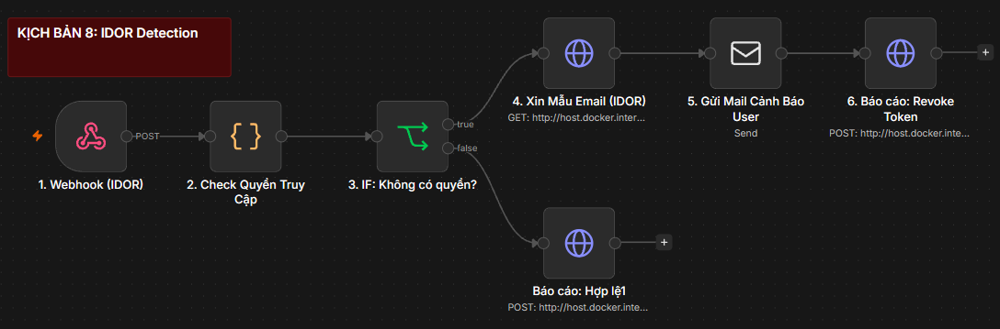 KỊCH BẢN 8: IDOR Detection
POST
1. Webhook (IDOR)
2. Check Quyền Truy
Cập
true
false
3. IF: Không có quyền?
4. Xin Mẫu Email (IDOR)
GET: http://host.docker.inter...
5. Gửi Mail Cảnh Báo
User
Send
6. Báo cáo: Revoke
Token
POST: http://host.docker.inte...
Báo cáo: Hợp lệ1
POST: http://host.docker.inte...